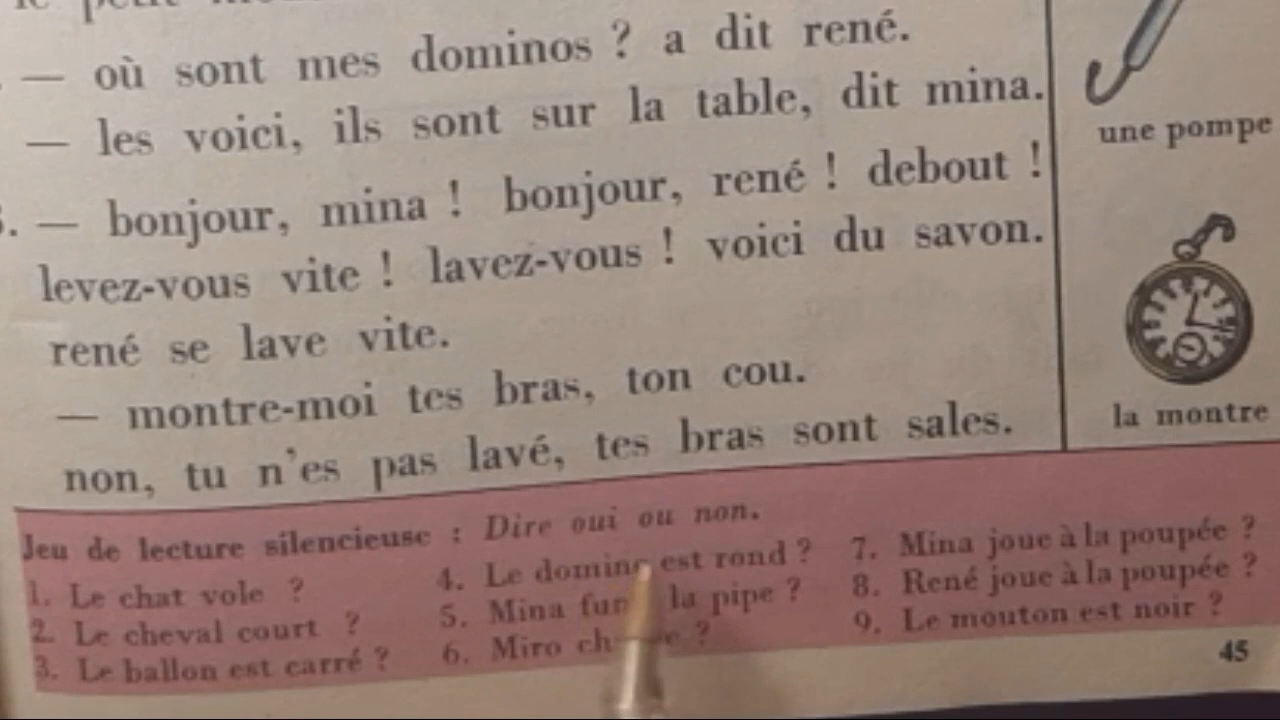 le petit
— où sont mes dominos ? a dit rené.
— les voici, ils sont sur la table, dit mina.
— bonjour, mina ! bonjour, rené ! debout !
levez-vous vite ! lavez-vous ! voici du savon.
rené se lave vite.
— montre-moi tes bras, ton cou.
non, tu n'es pas lavé, tes bras sont sales.
une pompe
la montre
Jeu de lecture silencieuse : Dire oui ou non.
1. Le chat vole ?
2. Le cheval court ?
3. Le ballon est carré ?
4. Le domino est rond ?
5. Mina la pipe ?
6. Miro ?
7. Mina joue à la poupée ?
8. René joue à la poupée ?
9. Le mouton est noir ?
45